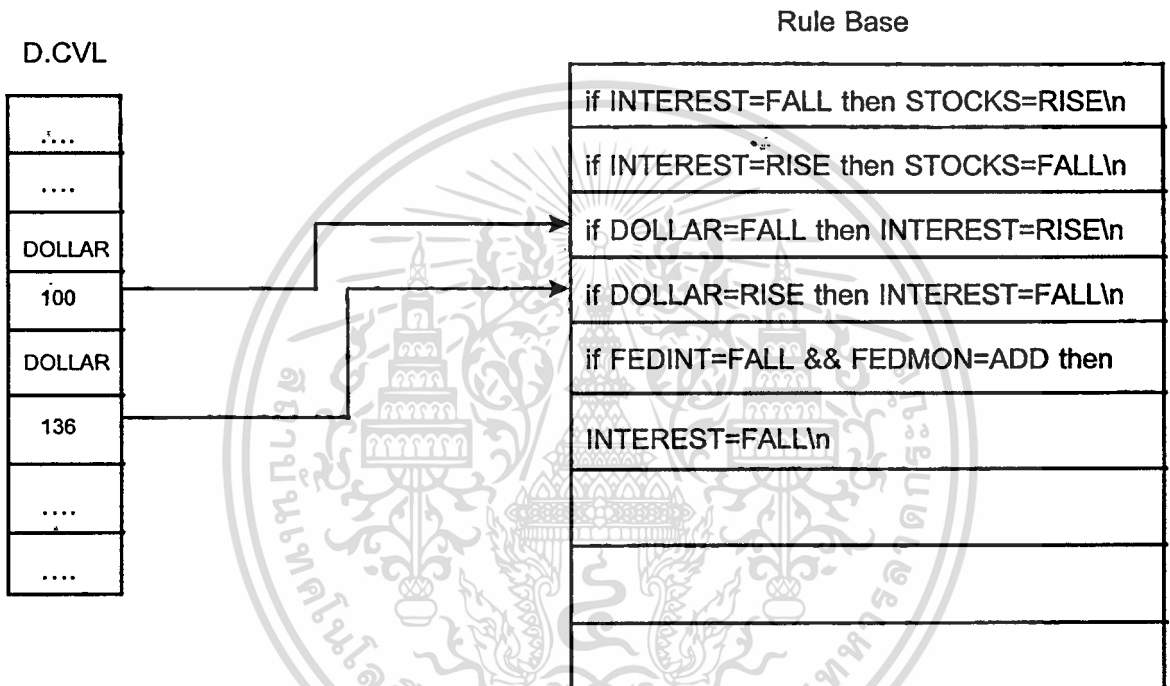 Rule Base
D.CVL
....
....
DOLLAR
100
DOLLAR
136
....
....
if INTEREST=FALL then STOCKS=RISE\n
if INTEREST=RISE then STOCKS=FALL\n
if DOLLAR=FALL then INTEREST=RISE\n
if DOLLAR=RISE then INTEREST=FALL\n
if FEDINT=FALL && FEDMON=ADD then
INTEREST=FALL\n